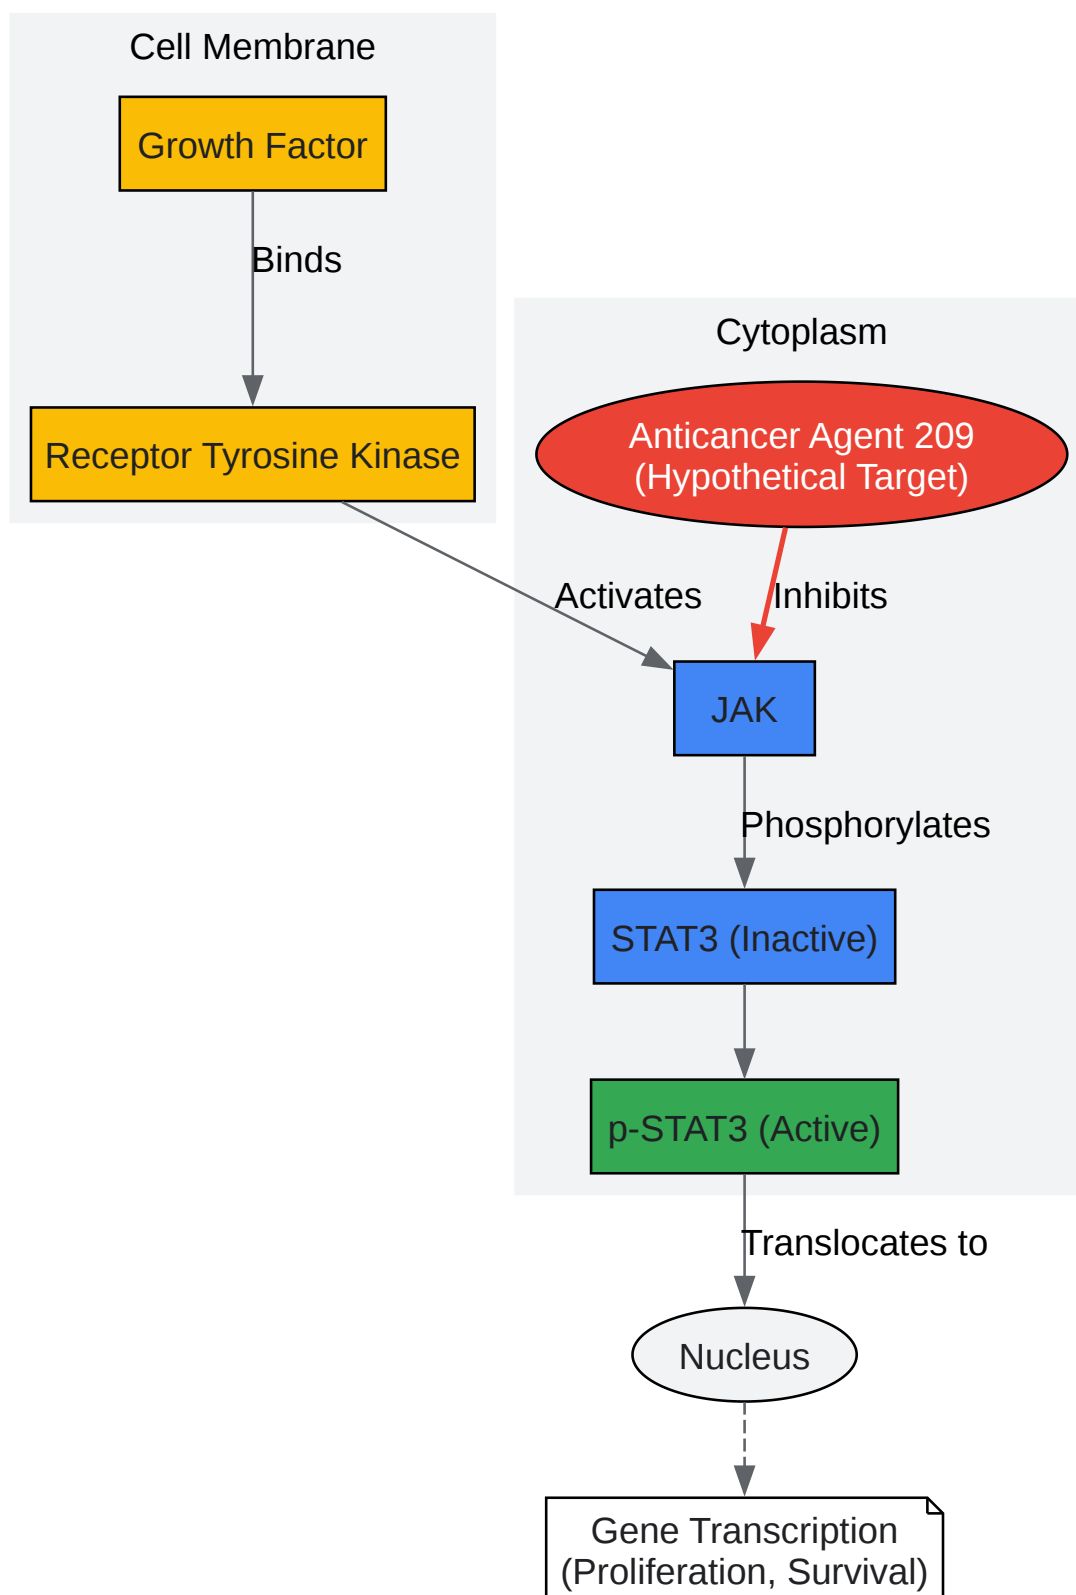 Cell Membrane
Growth Factor
Binds
Receptor Tyrosine Kinase
Cytoplasm
Anticancer Agent 209
(Hypothetical Target)
Activates
Inhibits
JAK
Phosphorylates
STAT3 (Inactive)
p-STAT3 (Active)
Translocates to
Nucleus
Gene Transcription
(Proliferation, Survival)